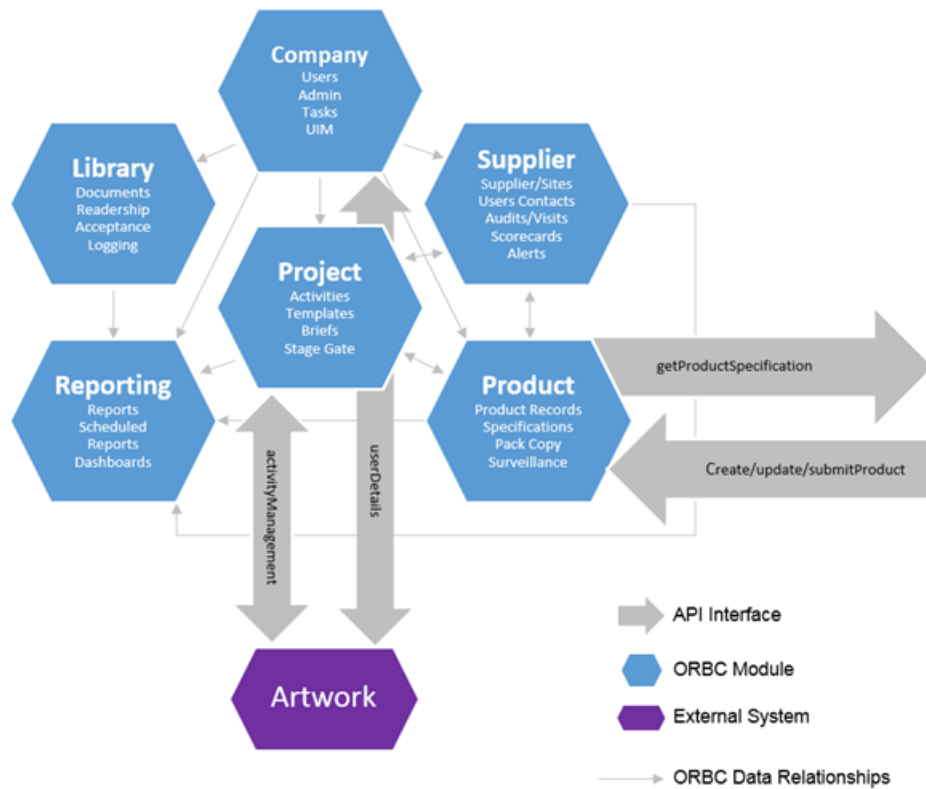 Company
Users
Admin
Tasks
UIM
Library
Documents
Readership
Acceptance
Logging
Supplier
Supplier/Sites
Users Contacts
Audits/Visits
Scorecards
Alerts
Project
Activities
Templates
Briefs
Stage Gate
Reporting
Reports
Scheduled
Reports
Dashboards
Product
Product Records
Specifications
Pack Copy
Surveillance
getProductSpecification
Create/update/submitProduct
activityManagement
userDetails
Artwork
API Interface
ORBC Module
External System
ORBC Data Relationships